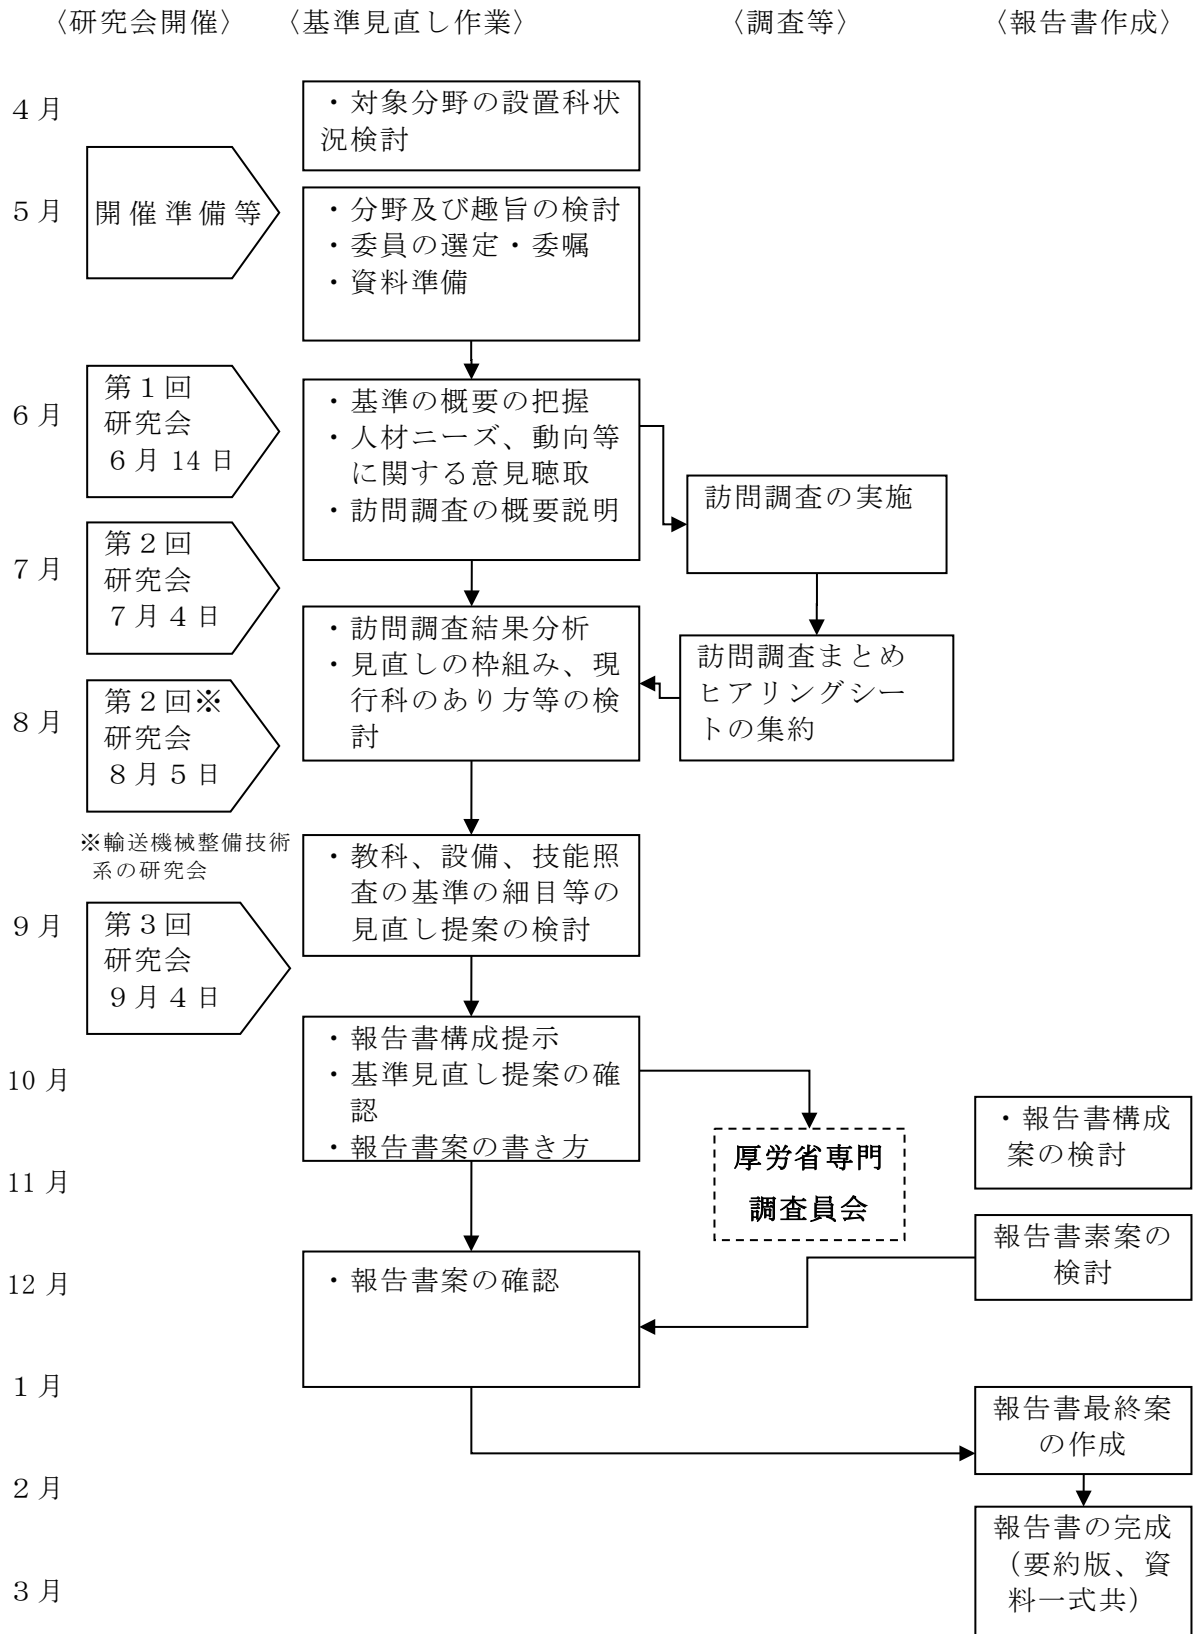 〈研究会開催〉 〈基準見直し作業〉 〈調査等〉 〈報告書作成〉
４月
・対象分野の設置科状
況検討
５月
開催準備等
・分野及び趣旨の検討
・委員の選定・委嘱
・資料準備
６月
第１回
研究会
６月14日
・基準の概要の把握
・人材ニーズ、動向等
に関する意見聴取
・訪問調査の概要説明
訪問調査の実施
７月
第２回
研究会
７月４日
・訪問調査結果分析
・見直しの枠組み、現
行科のあり方等の検
討
訪問調査まとめ
ヒアリングシー
トの集約
８月
第２回※
研究会
８月５日
※輸送機械整備技術
系の研究会
・教科、設備、技能照
査の基準の細目等の
見直し提案の検討
９月
第３回
研究会
９月４日
・報告書構成提示
・基準見直し提案の確
認
・報告書案の書き方
10月
厚労省専門
調査員会
・報告書構成
案の検討
11月
報告書素案の
検討
12月
・報告書案の確認
１月
報告書最終案
の作成
２月
報告書の完成
（要約版、資
料一式共）
３月